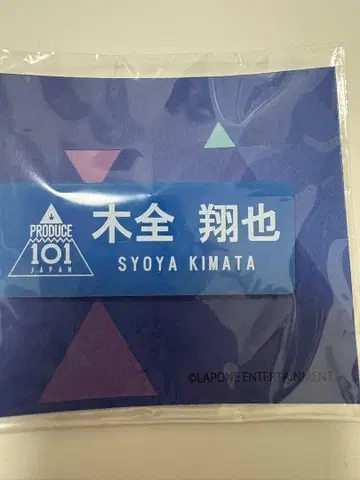 PRODUCE
101
JAPAN
木全 翔也
SYOYA KIMATA
©LAPONE ENTERTAINMENT